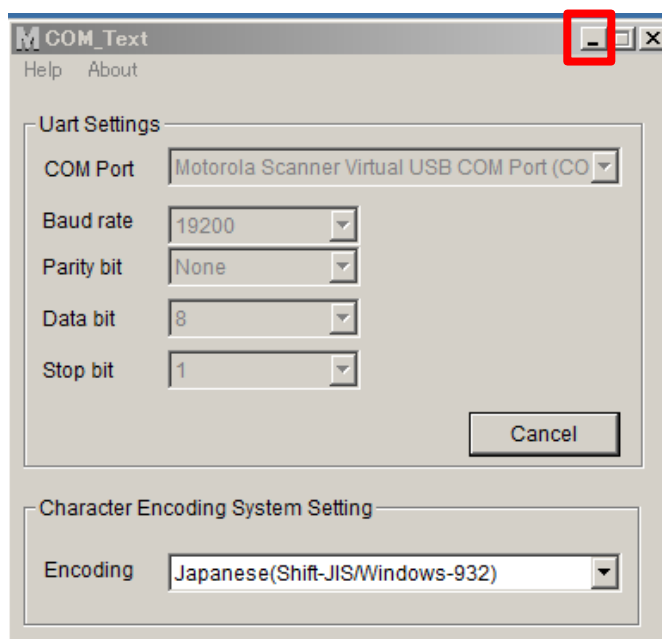 COM_Text
Help About
Uart Settings
COM Port Motorola Scanner Virtual USB COM Port (CO
Baud rate 19200
Parity bit None
Data bit 8
Stop bit 1
Cancel
Character Encoding System Setting
Encoding Japanese(Shift-JIS/Windows-932)